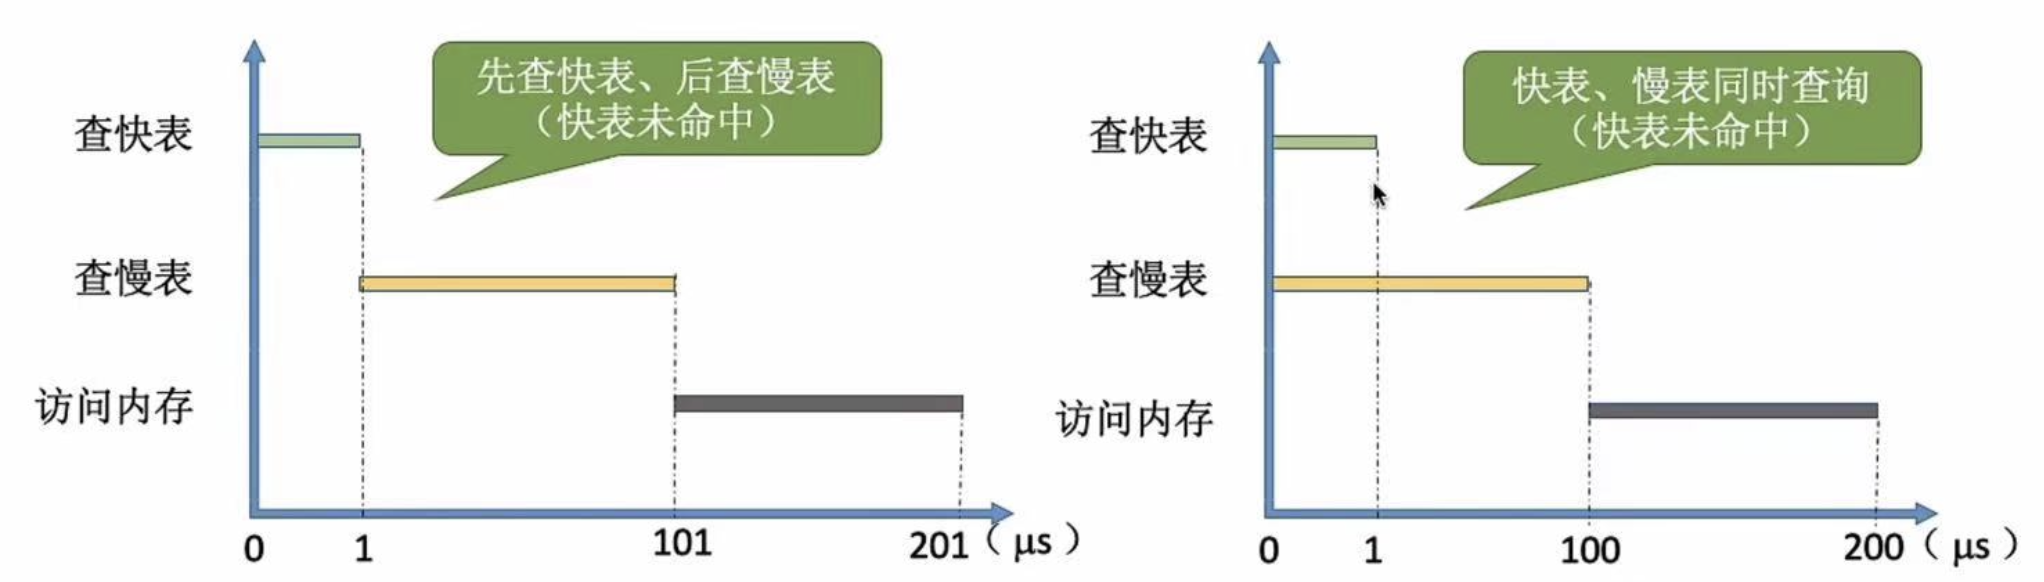 先查快表、后查慢表
（快表未命中）
查快表
查慢表
访问内存
0
1
101
201（μs）
快表、慢表同时查询
（快表未命中）
查快表
查慢表
访问内存
0
1
100
200（μs）